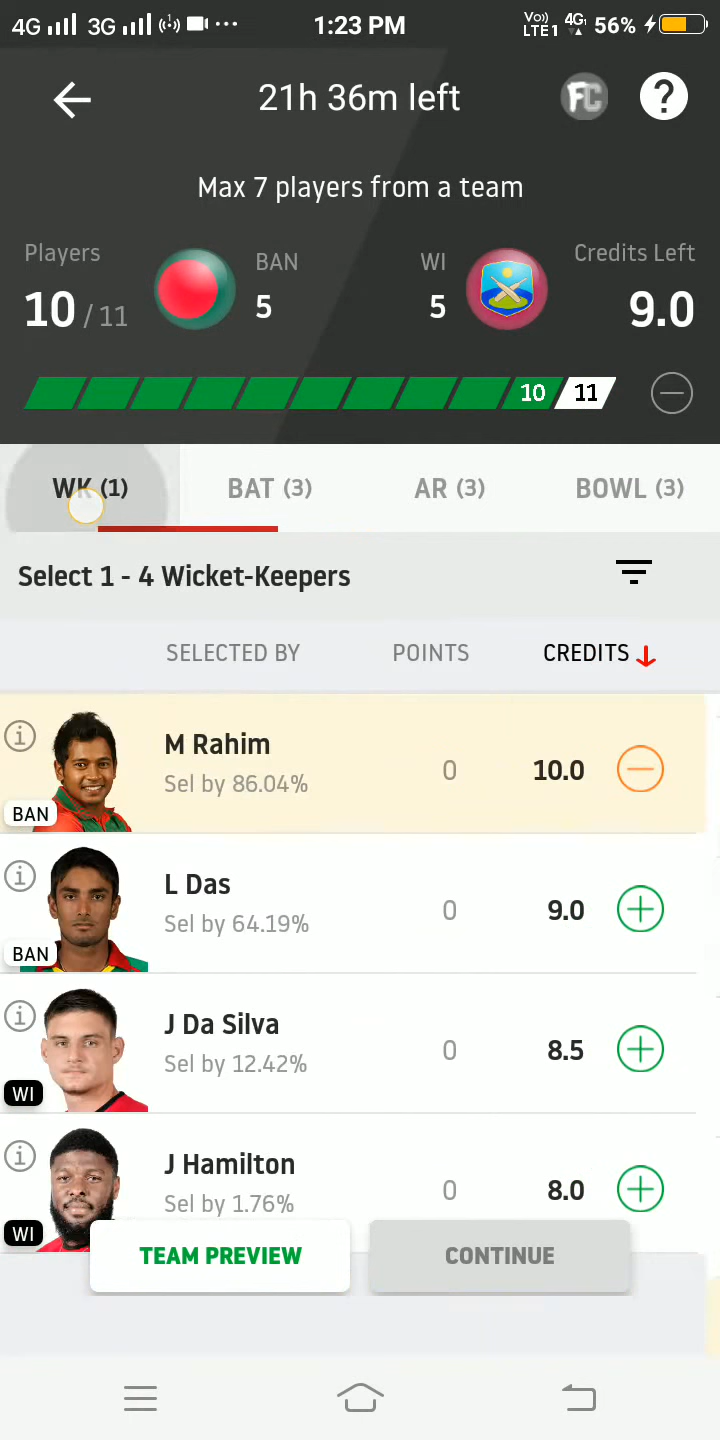 4G 3G ... 1:23 PM Vo)) LTE1 4G 56%
21h 36m left FC ?
Max 7 players from a team
Players BAN WI Credits Left
10 / 11 5 5 9.0
10 11
WK (1) BAT (3) AR (3) BOWL (3)
Select 1 - 4 Wicket-Keepers
SELECTED BY POINTS CREDITS
M Rahim
Sel by 86.04% 0 10.0
BAN
L Das
Sel by 64.19% 0 9.0
BAN
J Da Silva
Sel by 12.42% 0 8.5
WI
J Hamilton
Sel by 1.76% 0 8.0
WI
TEAM PREVIEW CONTINUE